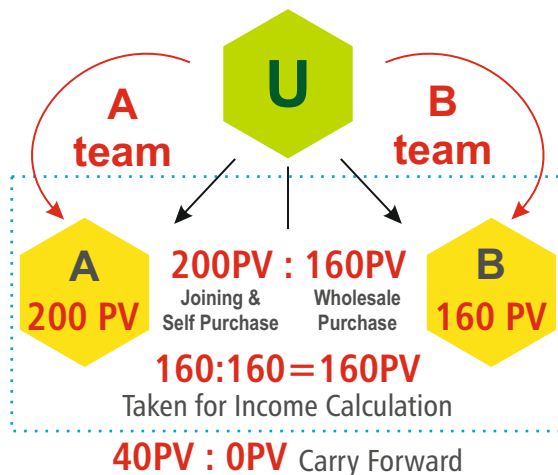 U
A
team
B
team
A
200 PV
200PV : 160PV
Joining &
Self Purchase
Wholesale
Purchase
B
160 PV
160:160=160PV
Taken for Income Calculation
40PV : 0PV Carry Forward